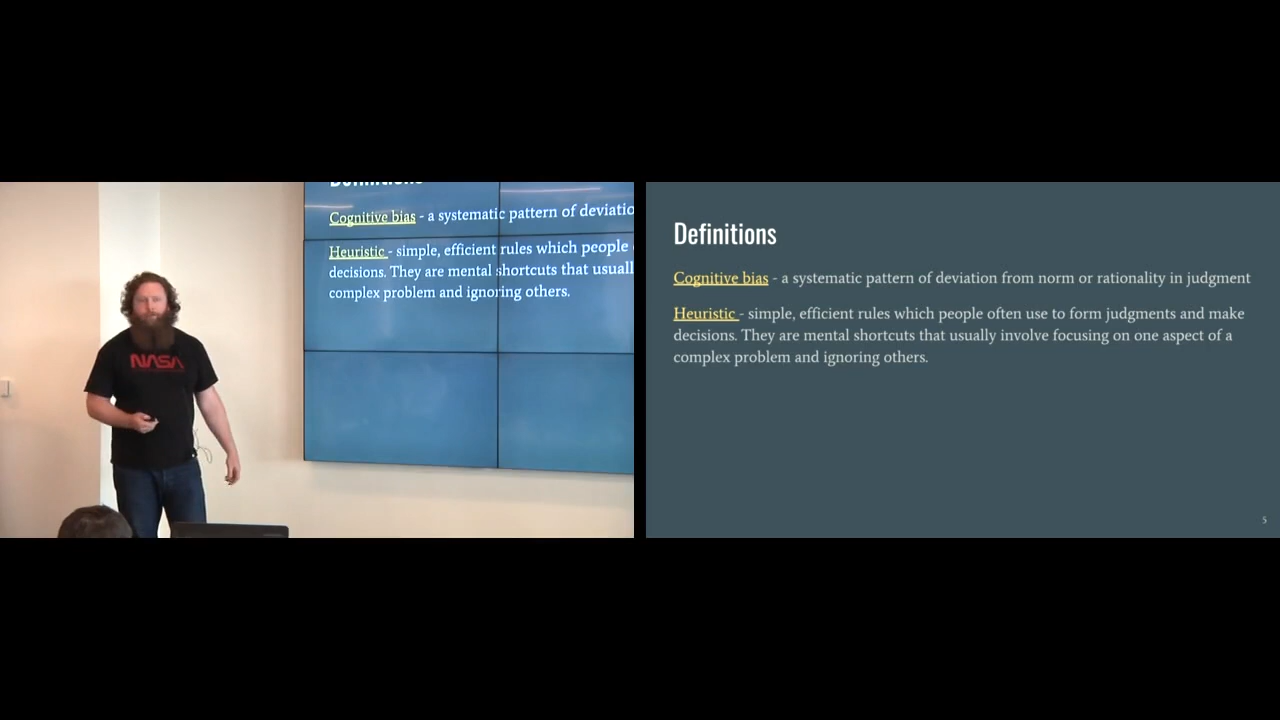 Definitions
Cognitive bias - a systematic pattern of deviatio
Heuristic - simple, efficient rules which people
decisions. They are mental shortcuts that usuall
complex problem and ignoring others.
NASA
Definitions
Cognitive bias - a systematic pattern of deviation from norm or rationality in judgment
Heuristic - simple, efficient rules which people often use to form judgments and make
decisions. They are mental shortcuts that usually involve focusing on one aspect of a
complex problem and ignoring others.
5